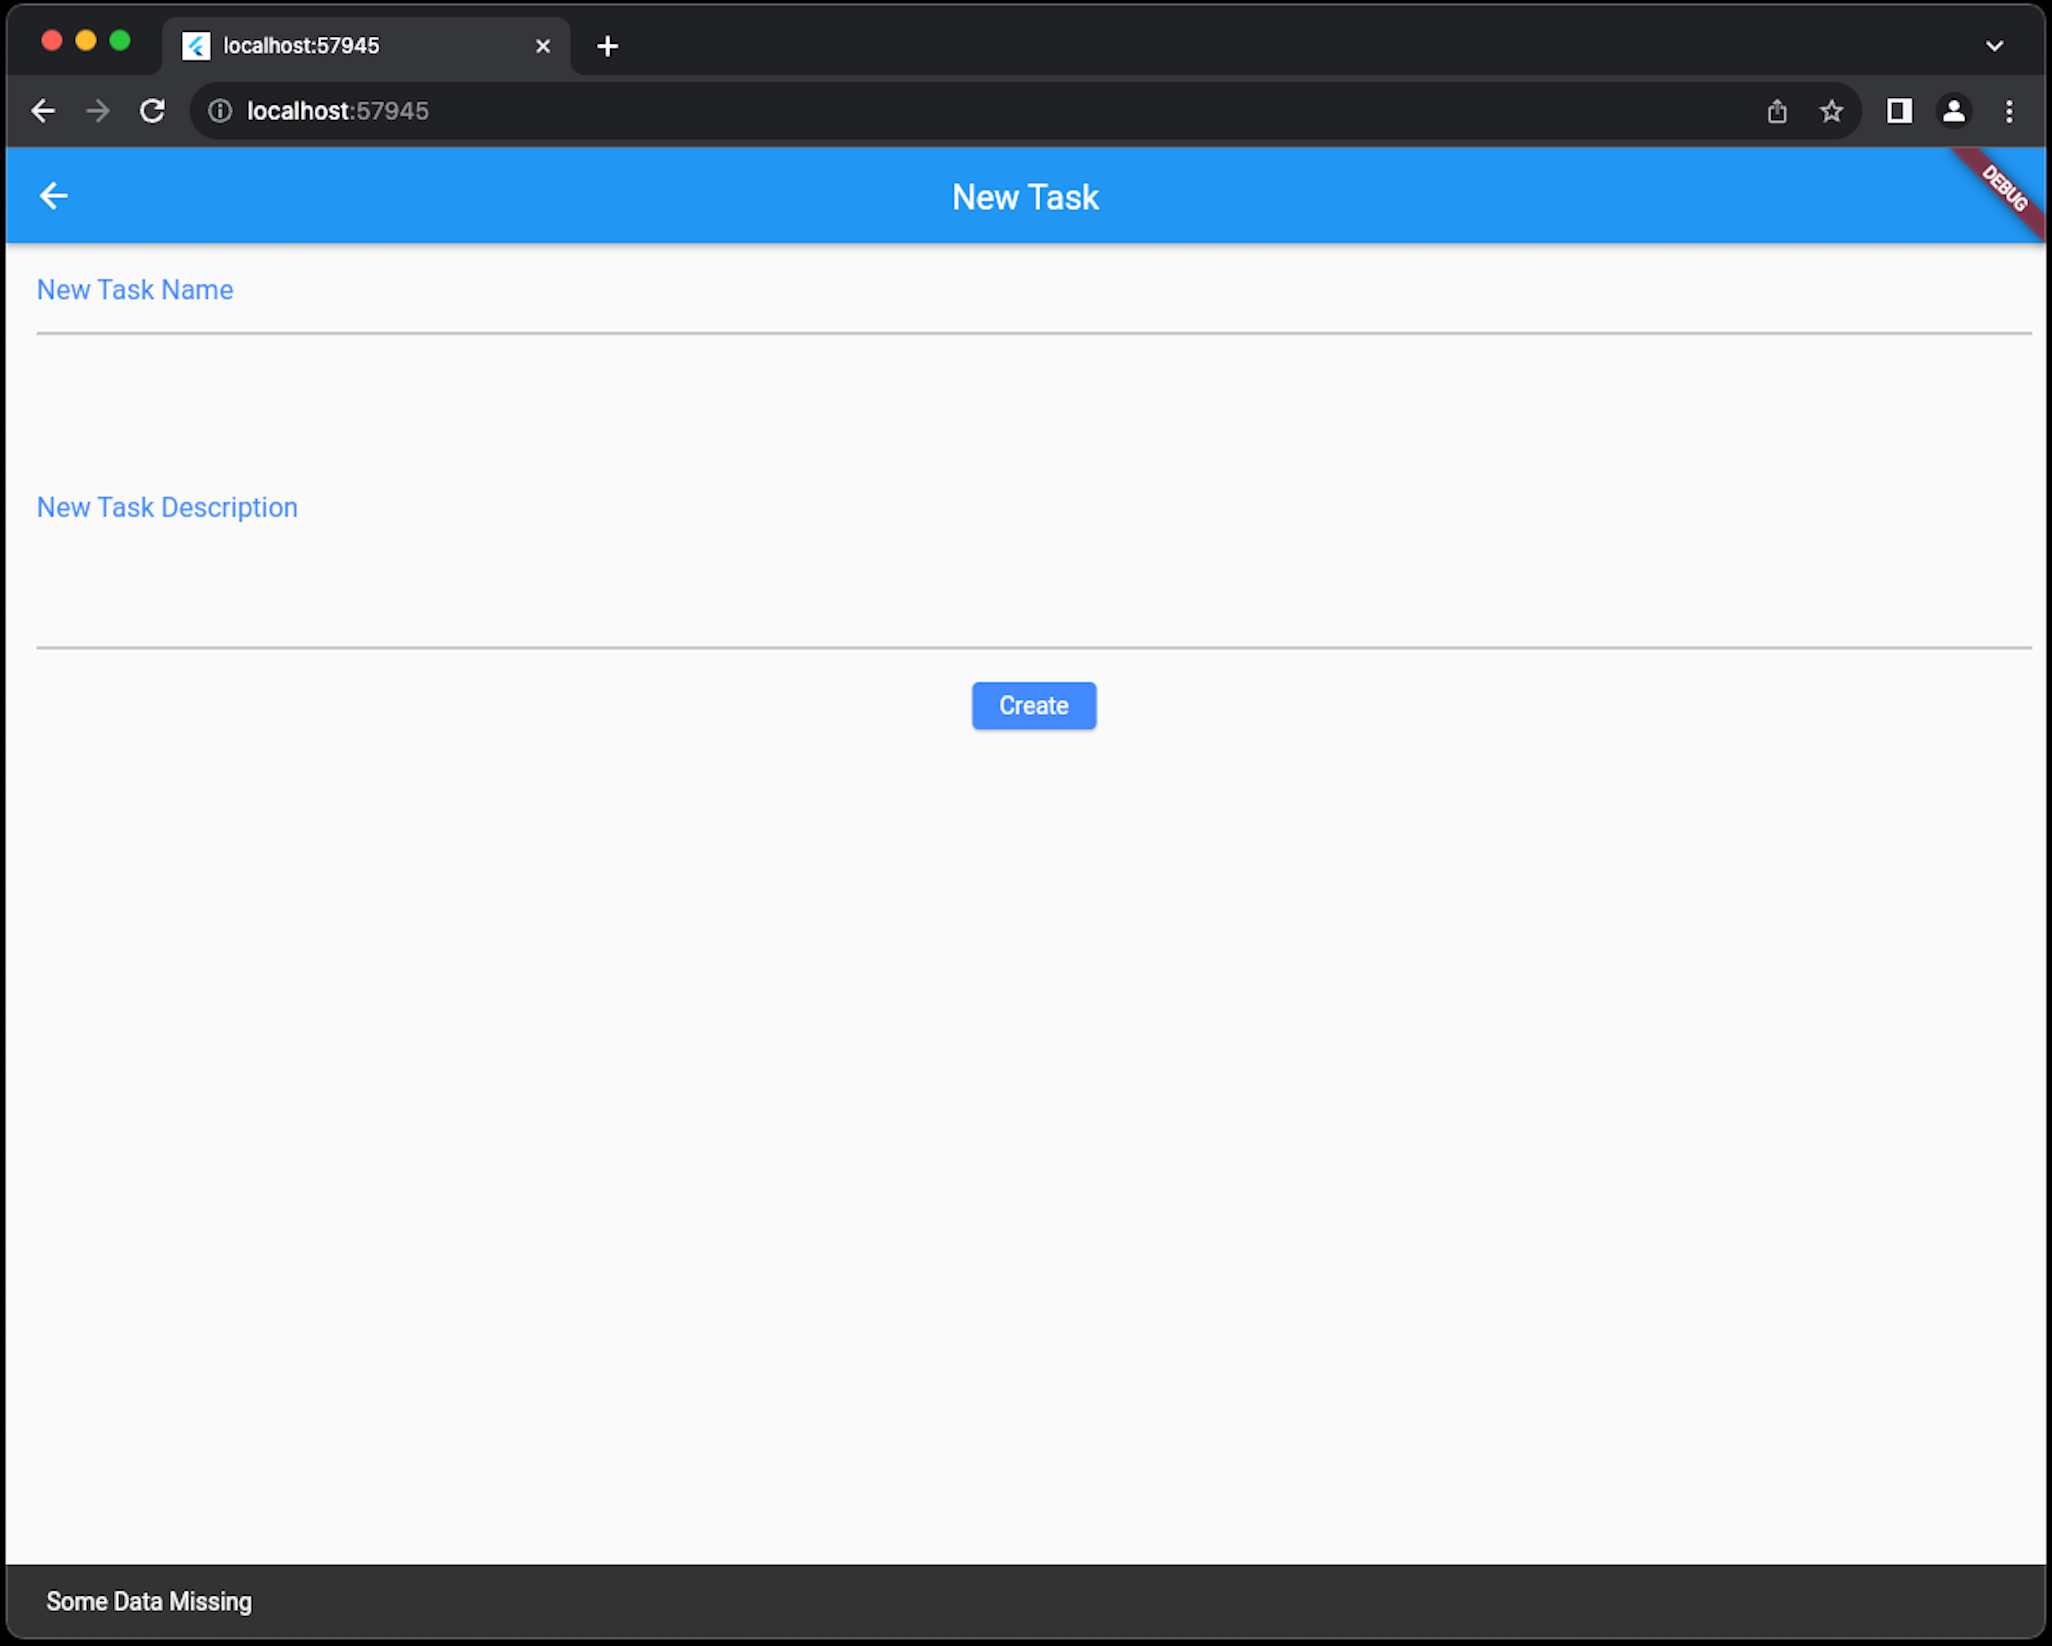 localhost:57945
localhost:57945
New Task
DEBUG
New Task Name
New Task Description
Create
Some Data Missing